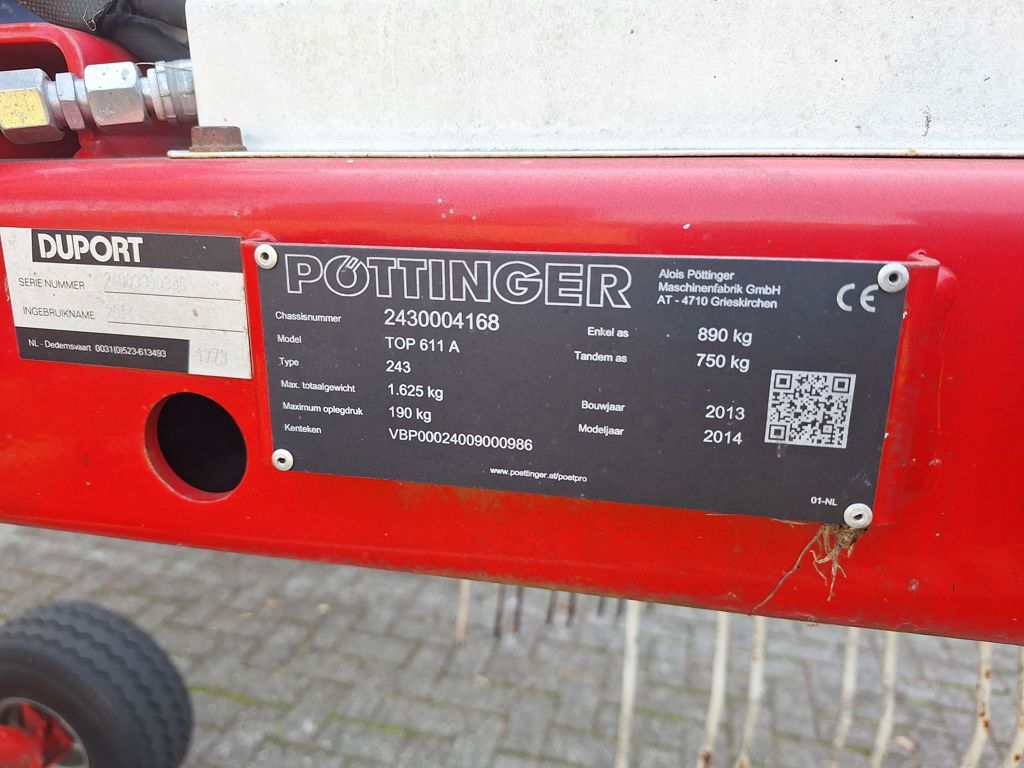 DUPORT
SERIE NUMMER
INGEBRUIKNAME 2014
NL - Dedemsvaart 0031(0)523-613493
1773
PÖTTINGER
Alois Pöttinger
Maschinenfabrik GmbH
AT - 4710 Grieskirchen
CE
Chassisnummer 2430004168
Model TOP 611 A
Type 243
Max. totaalgewicht 1.625 kg
Maximum oplegdruk 190 kg
Kenteken VBP00024009000986
Enkel as 890 kg
Tandem as 750 kg
Bouwjaar 2013
Modeljaar 2014
www.poettinger.at/poetpro
01-NL